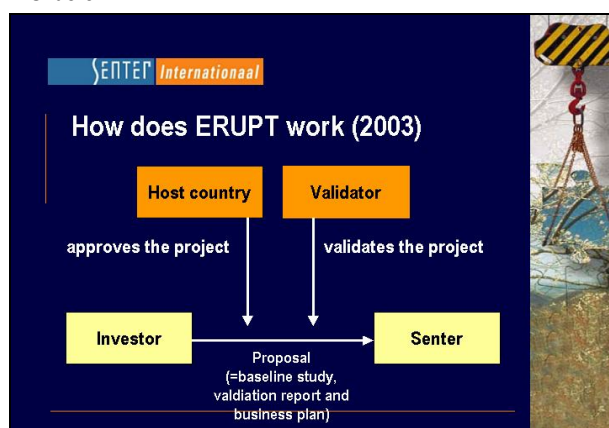 SENTER Internationaal
How does ERUPT work (2003)
Host country
Validator
approves the project
validates the project
Investor
Senter
Proposal
(=baseline study,
valdiation report and
business plan)